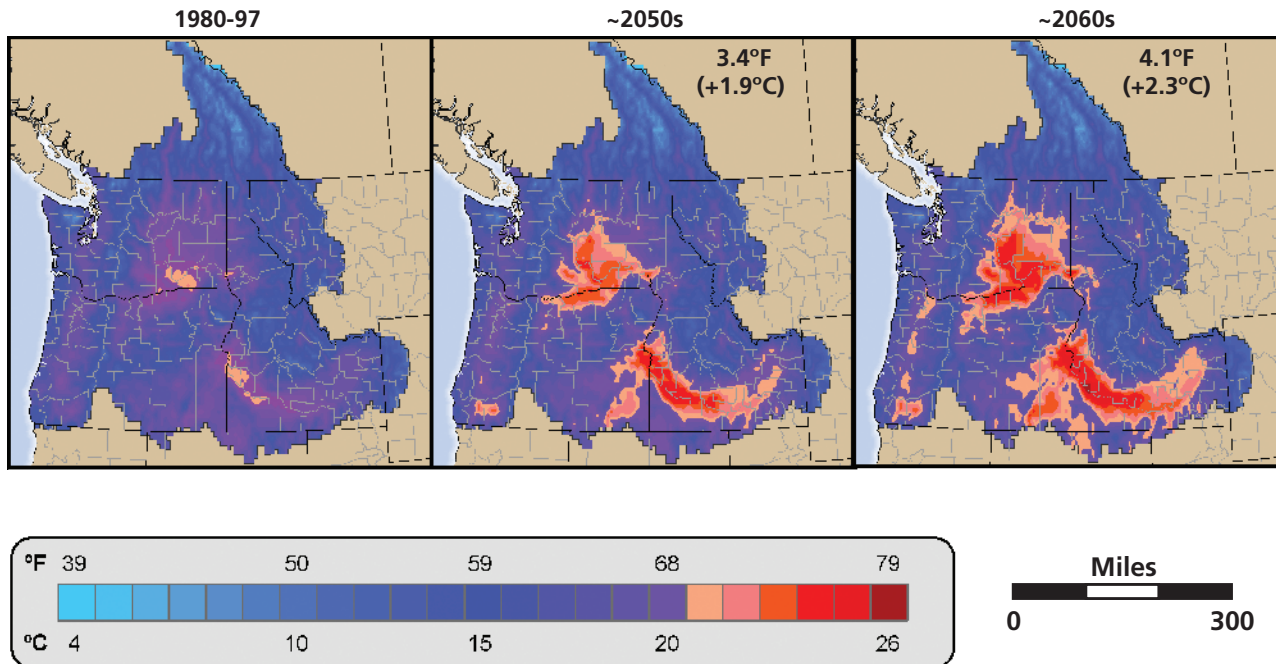 1980-97 ~2050s ~2060s
3.4ºF 4.1ºF
(+1.9ºC) (+2.3ºC)
ºF 39 50 59 68 79
ºC 4 10 15 20 26
Miles
0 300